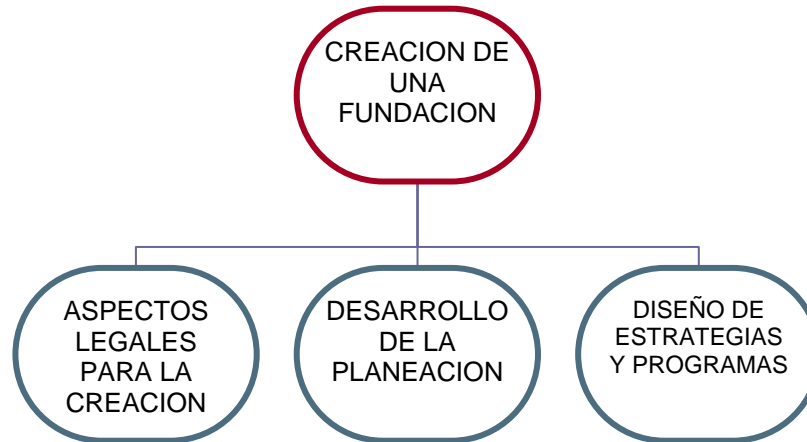 CREACION DE
UNA
FUNDACION
ASPECTOS
LEGALES
PARA LA
CREACION
DESARROLLO
DE LA
PLANEACION
DISEÑO DE
ESTRATEGIAS
Y PROGRAMAS